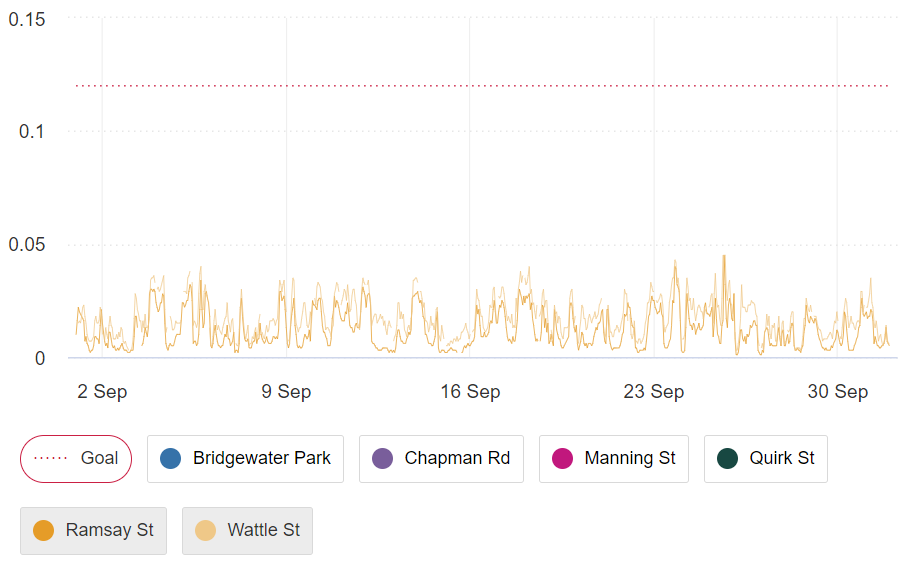 0.15
0.1
0.05
0
2 Sep 9 Sep 16 Sep 23 Sep 30 Sep
Goal Bridgewater Park Chapman Rd Manning St Quirk St
Ramsay St Wattle St